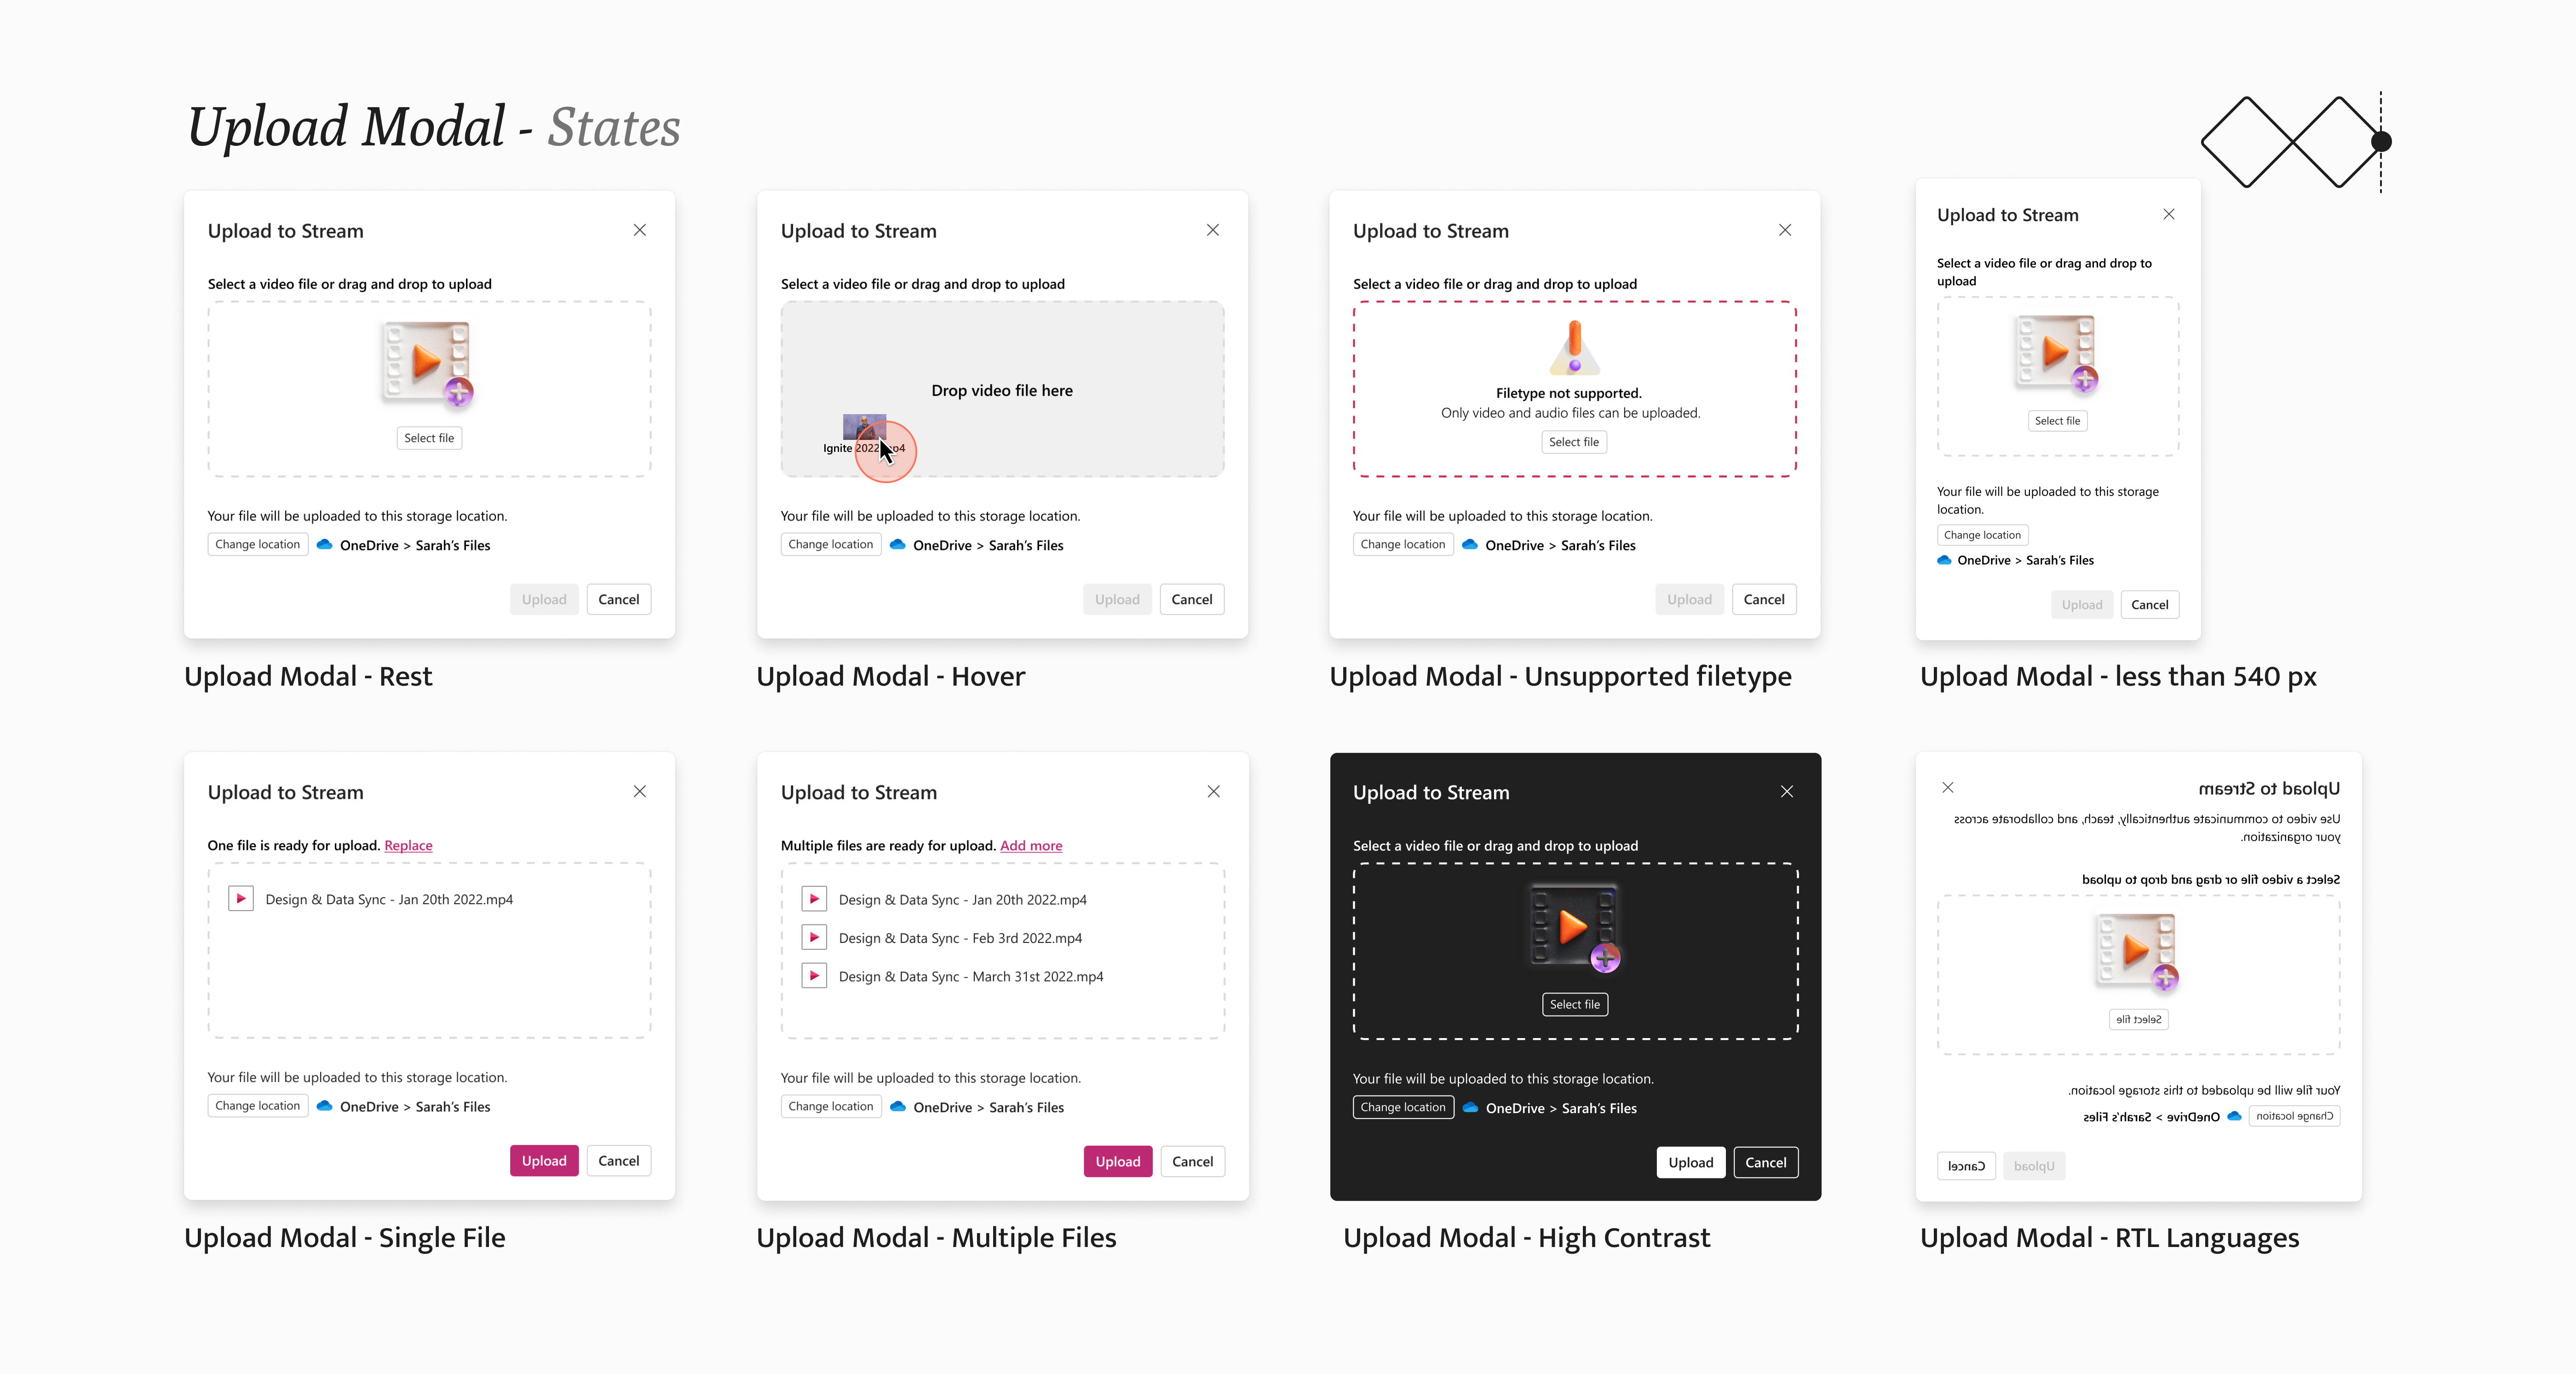 Upload Modal - States
Upload to Stream
Select a video file or drag and drop to upload
Select file
Your file will be uploaded to this storage location.
Change location OneDrive > Sarah's Files
Upload Cancel
Upload Modal - Rest
Upload to Stream
Select a video file or drag and drop to upload
Drop video file here
Ignite 2022.mp4
Your file will be uploaded to this storage location.
Change location OneDrive > Sarah's Files
Upload Cancel
Upload Modal - Hover
Upload to Stream
Select a video file or drag and drop to upload
Filetype not supported.
Only video and audio files can be uploaded.
Select file
Your file will be uploaded to this storage location.
Change location OneDrive > Sarah's Files
Upload Cancel
Upload Modal - Unsupported filetype
Upload to Stream
Select a video file or drag and drop to
upload
Select file
Your file will be uploaded to this storage
location.
Change location
OneDrive > Sarah's Files
Upload Cancel
Upload Modal - less than 540 px
Upload to Stream
One file is ready for upload. Replace
Design & Data Sync - Jan 20th 2022.mp4
Your file will be uploaded to this storage location.
Change location OneDrive > Sarah's Files
Upload Cancel
Upload Modal - Single File
Upload to Stream
Multiple files are ready for upload. Add more
Design & Data Sync - Jan 20th 2022.mp4
Design & Data Sync - Feb 3rd 2022.mp4
Design & Data Sync - March 31st 2022.mp4
Your file will be uploaded to this storage location.
Change location OneDrive > Sarah's Files
Upload Cancel
Upload Modal - Multiple Files
Upload to Stream
Select a video file or drag and drop to upload
Select file
Your file will be uploaded to this storage location.
Change location OneDrive > Sarah's Files
Upload Cancel
Upload Modal - High Contrast
Upload to Stream
Use video to communicate authentically, teach, and collaborate across
your organization.
Select a video file or drag and drop to upload
Select file
Your file will be uploaded to this storage location.
Change location OneDrive > Sarah's Files
Upload Cancel
Upload Modal - RTL Languages